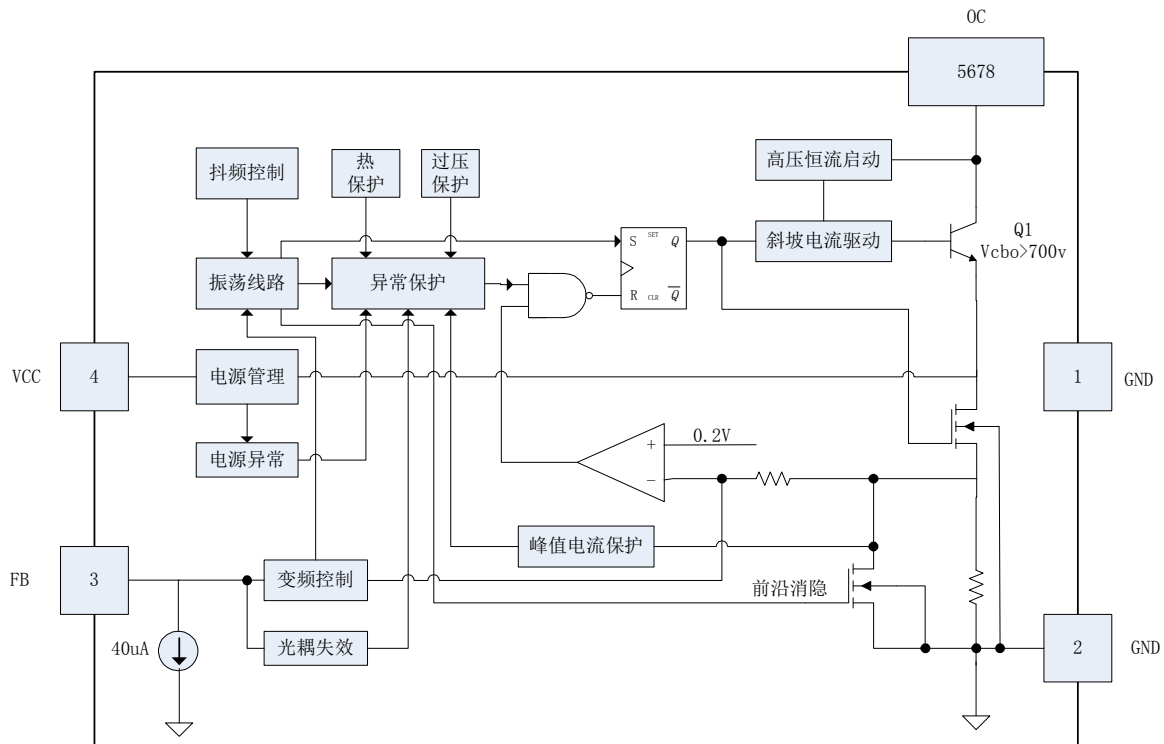 OC
5678
抖频控制
热
保护
过压
保护
高压恒流启动
S
SET
Q
斜坡电流驱动
Q1
Vcbo>700v
振荡线路
异常保护
R
CLR
Q
VCC
4
电源管理
1
GND
电源异常
+
0.2V
-
峰值电流保护
FB
3
变频控制
前沿消隐
40uA
光耦失效
2
GND